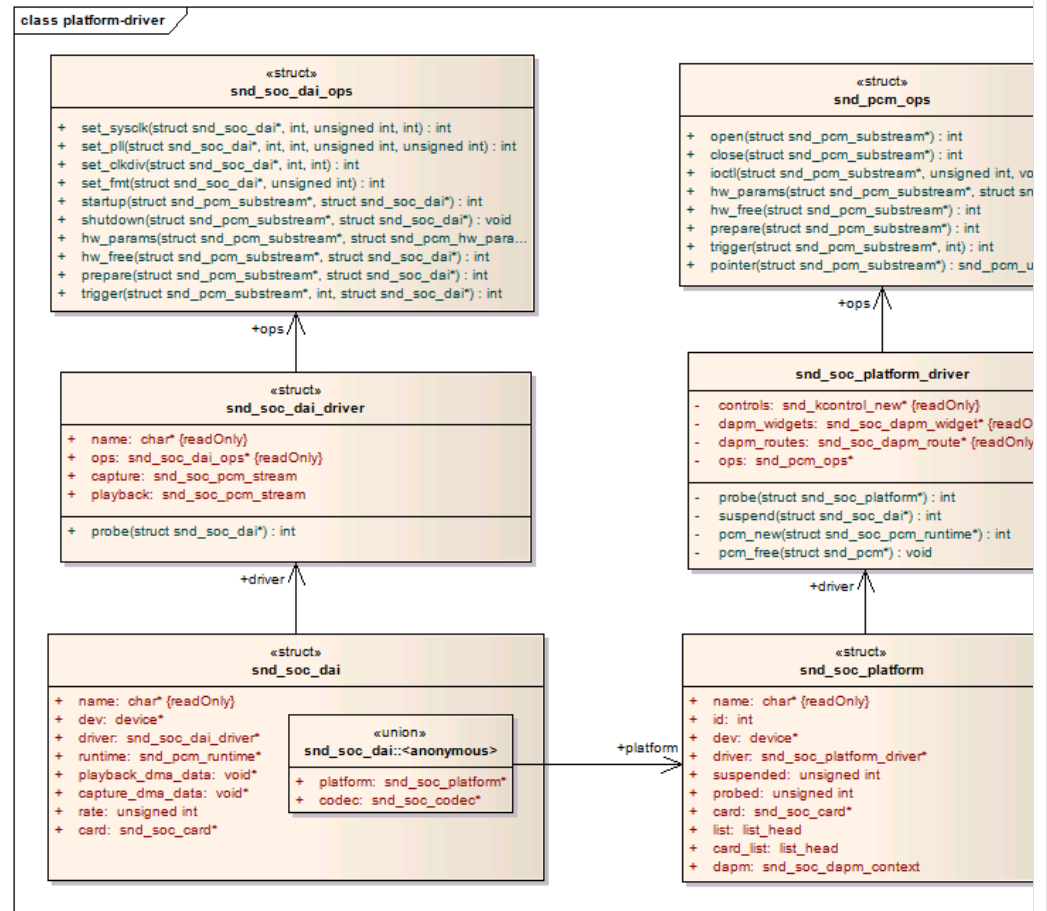 class platform-driver
«struct»
snd_soc_dai_ops
+ set_sysclk(struct snd_soc_dai*, int, unsigned int, int) : int
+ set_pll(struct snd_soc_dai*, int, int, unsigned int, unsigned int) : int
+ set_clkdiv(struct snd_soc_dai*, int, int) : int
+ set_fmt(struct snd_soc_dai*, unsigned int) : int
+ startup(struct snd_pcm_substream*, struct snd_soc_dai*) : int
+ shutdown(struct snd_pcm_substream*, struct snd_soc_dai*) : void
+ hw_params(struct snd_pcm_substream*, struct snd_pcm_hw_para...
+ hw_free(struct snd_pcm_substream*, struct snd_soc_dai*) : int
+ prepare(struct snd_pcm_substream*, struct snd_soc_dai*) : int
+ trigger(struct snd_pcm_substream*, int, struct snd_soc_dai*) : int
«struct»
snd_pcm_ops
+ open(struct snd_pcm_substream*) : int
+ close(struct snd_pcm_substream*) : int
+ ioctl(struct snd_pcm_substream*, unsigned int, vo
+ hw_params(struct snd_pcm_substream*, struct sn
+ hw_free(struct snd_pcm_substream*) : int
+ prepare(struct snd_pcm_substream*) : int
+ trigger(struct snd_pcm_substream*, int) : int
+ pointer(struct snd_pcm_substream*) : snd_pcm_u
+ops
+ops
«struct»
snd_soc_dai_driver
+ name: char* {readOnly}
+ ops: snd_soc_dai_ops* {readOnly}
+ capture: snd_soc_pcm_stream
+ playback: snd_soc_pcm_stream
+ probe(struct snd_soc_dai*) : int
snd_soc_platform_driver
- controls: snd_kcontrol_new* {readOnly}
- dapm_widgets: snd_soc_dapm_widget* {readO
- dapm_routes: snd_soc_dapm_route* {readOnly
- ops: snd_pcm_ops*
- probe(struct snd_soc_platform*) : int
- suspend(struct snd_soc_dai*) : int
- pcm_new(struct snd_soc_pcm_runtime*) : int
- pcm_free(struct snd_pcm*) : void
+driver
+driver
«struct»
snd_soc_dai
+ name: char* {readOnly}
+ dev: device*
+ driver: snd_soc_dai_driver*
+ runtime: snd_pcm_runtime*
+ playback_dma_data: void*
+ capture_dma_data: void*
+ rate: unsigned int
+ card: snd_soc_card*
«union»
snd_soc_dai::<anonymous>
+ platform: snd_soc_platform*
+ codec: snd_soc_codec*
+platform
«struct»
snd_soc_platform
+ name: char* {readOnly}
+ id: int
+ dev: device*
+ driver: snd_soc_platform_driver*
+ suspended: unsigned int
+ probed: unsigned int
+ card: snd_soc_card*
+ list: list_head
+ card_list: list_head
+ dapm: snd_soc_dapm_context